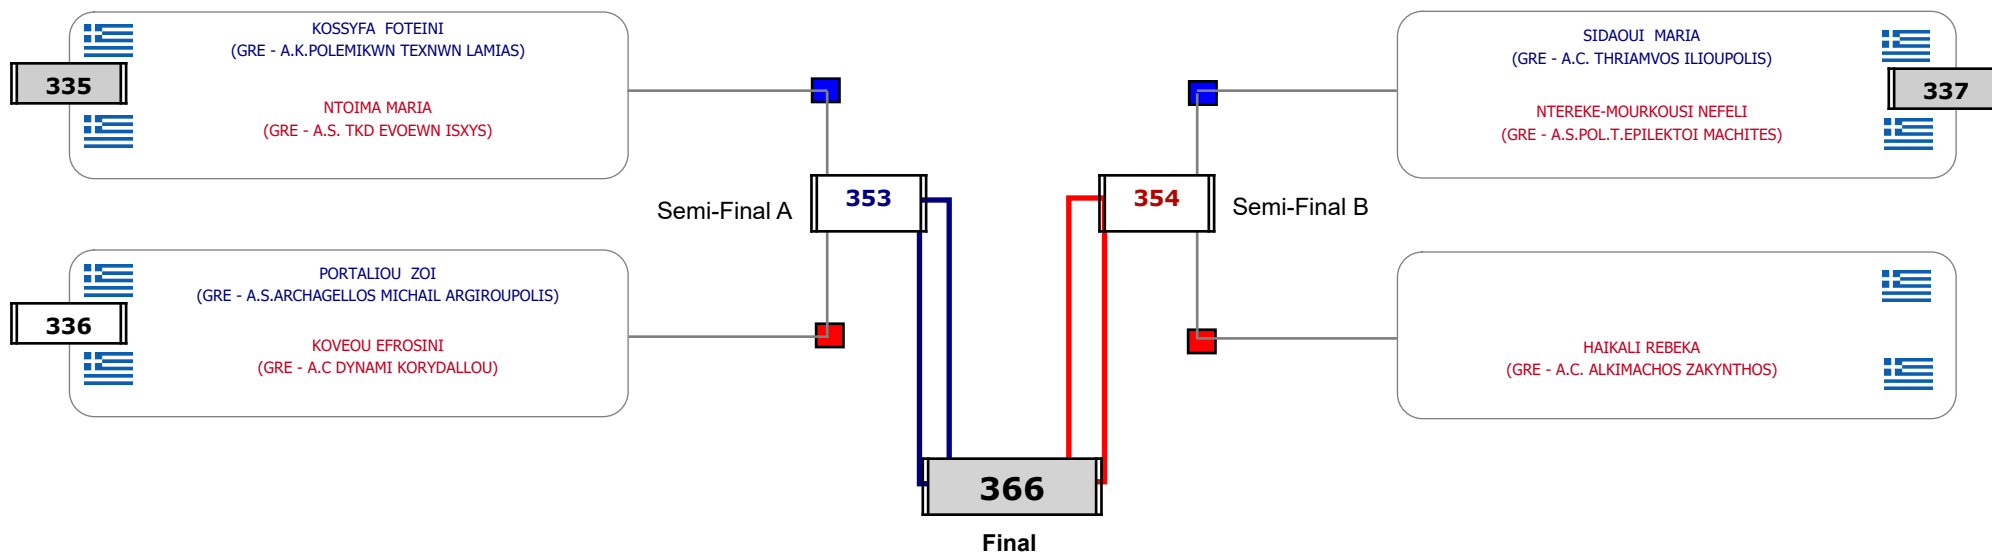 KOSSYFA FOTEINI
(GRE - A.K.POLEMIKWN TEXNWN LAMIAS)
335
NTOIMA MARIA
(GRE - A.S. TKD EVOEWN ISXYS)
SIDAOUI MARIA
(GRE - A.C. THRIAMVOS ILIOUPOLIS)
337
NTEREKE-MOURKOUSI NEFELI
(GRE - A.S.POL.T.EPILEKTOI MACHITES)
Semi-Final A
353
354
Semi-Final B
PORTALIOU ZOI
(GRE - A.S.ARCHAGELLOS MICHAIL ARGIROUPOLIS)
336
KOVEOU EFROSINI
(GRE - A.C DYNAMI KORYDALLOU)
HAIKALI REBEKA
(GRE - A.C. ALKIMACHOS ZAKYNTHOS)
366
Final